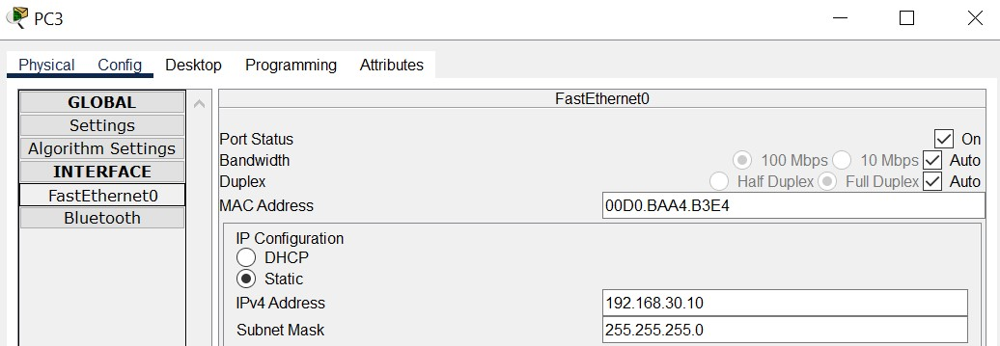 PC3
Physical Config Desktop Programming Attributes
GLOBAL
Settings
Algorithm Settings
INTERFACE
FastEthernet0
Bluetooth
FastEthernet0
Port Status On
Bandwidth 100 Mbps 10 Mbps Auto
Duplex Half Duplex Full Duplex Auto
MAC Address 00D0.BAA4.B3E4
IP Configuration
DHCP
Static
IPv4 Address 192.168.30.10
Subnet Mask 255.255.255.0